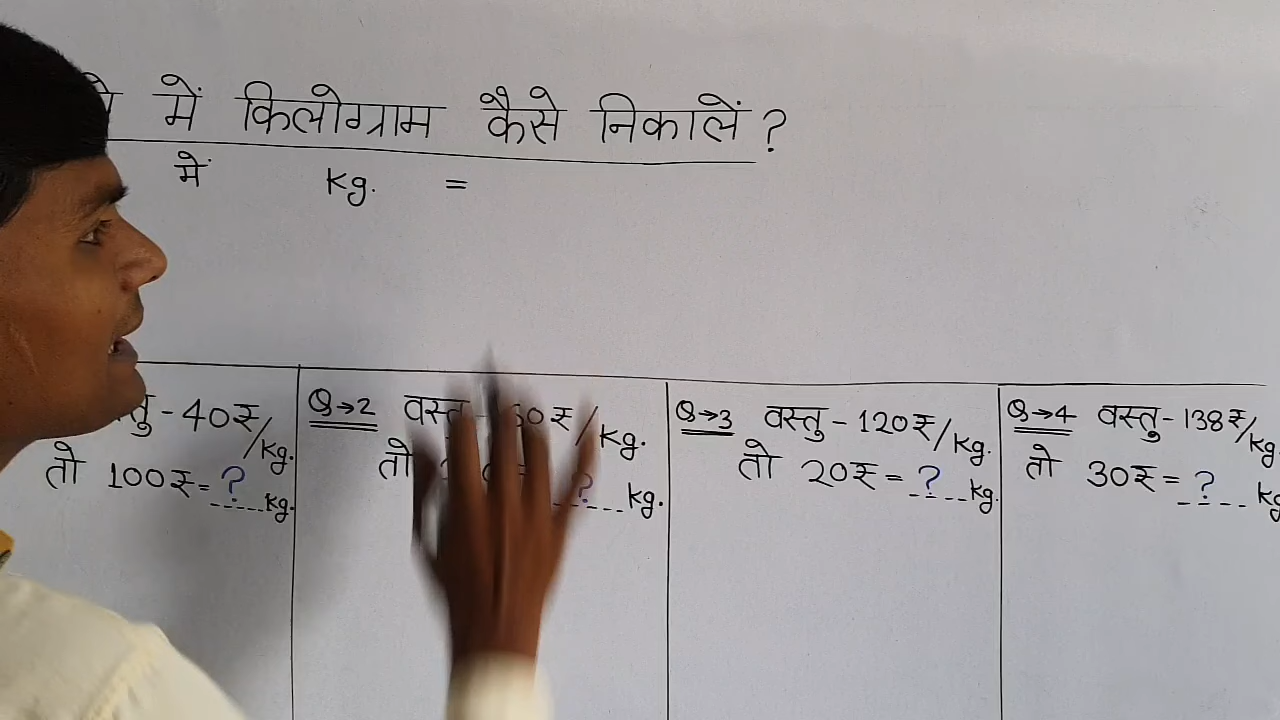 में किलोग्राम कैसे निकालें ?
में kg. =
- 40₹/kg.
तो 100₹ = ? kg.
Q→2 वस्तु - 0₹/kg.
तो ? kg.
Q→3 वस्तु - 120₹/kg.
तो 20₹ = ? kg.
Q→4 वस्तु - 138₹/kg
तो 30₹ = ? kg